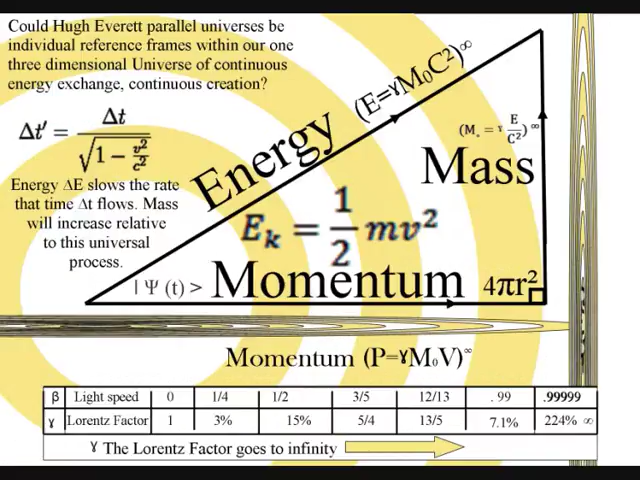 Could Hugh Everett parallel universes be
individual reference frames within our one
three dimensional Universe of continuous
energy exchange, continuous creation?
Δt′ = Δt / √(1 − v²/c²)
Energy ΔE slows the rate
that time Δt flows. Mass
will increase relative
to this universal
process.
Energy (E=ɣM₀C²)∞
(M₀ = ɣ E/C²)∞
Mass
Eₖ = 1/2 mv²
| Ψ (t) > Momentum 4πr²
Momentum (P=ɣM₀V)∞
β Light speed 0 1/4 1/2 3/5 12/13 . 99 .99999
ɣ Lorentz Factor 1 3% 15% 5/4 13/5 7.1% 224% ∞
ɣ The Lorentz Factor goes to infinity